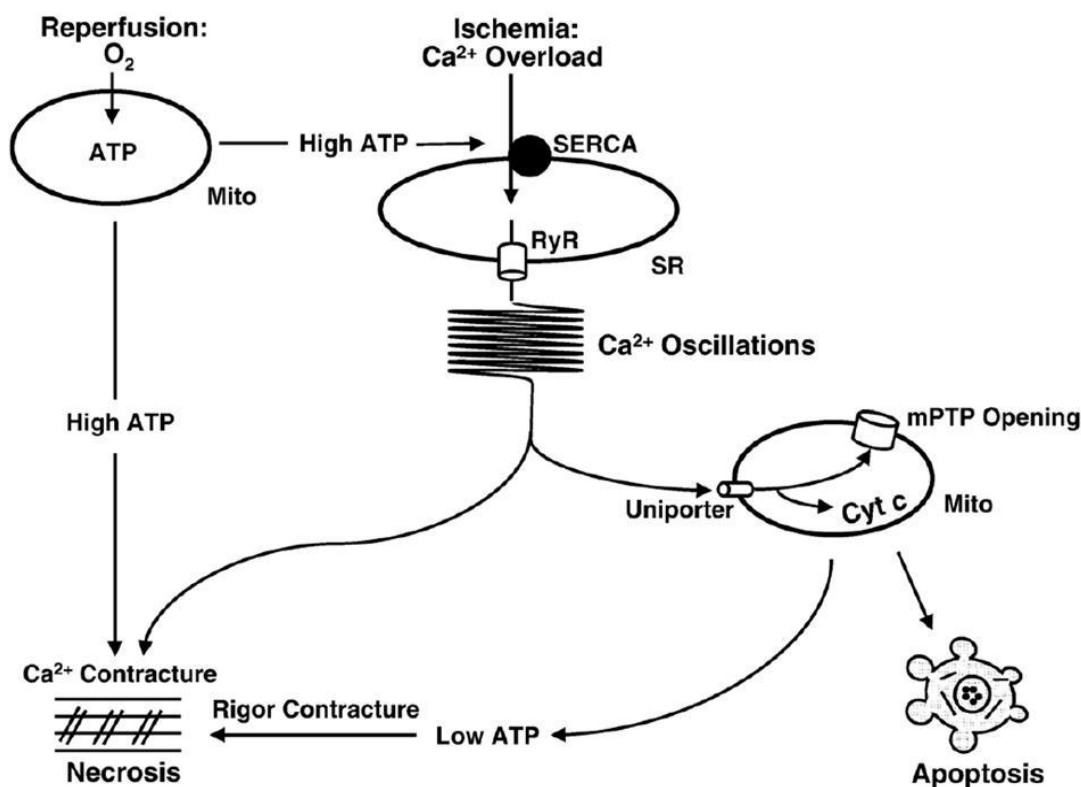 Reperfusion:
O₂
Ischemia:
Ca²⁺ Overload
ATP
High ATP
SERCA
Mito
RyR
SR
Ca²⁺ Oscillations
High ATP
mPTP Opening
Uniporter
Cyt c
Mito
Ca²⁺ Contracture
Rigor Contracture
Low ATP
Necrosis
Apoptosis